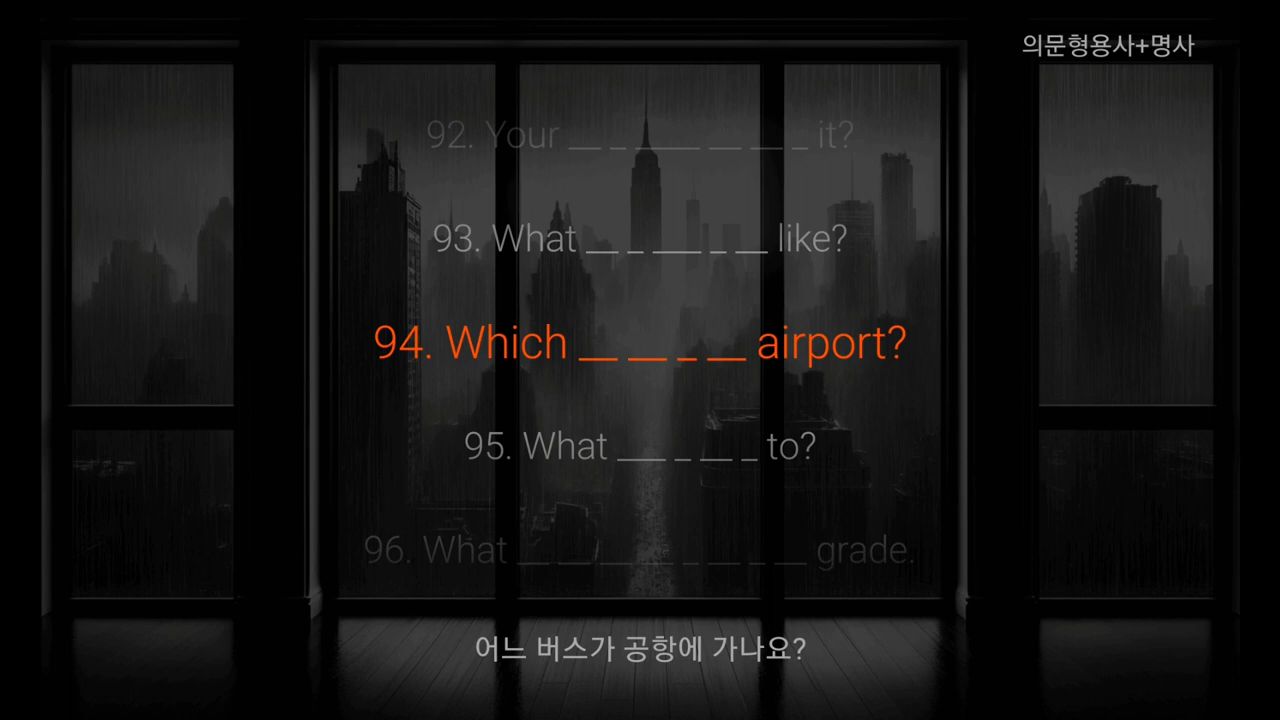 의문형용사+명사
92. Your __ _ ____ __ __ _ it?
93. What __ _ ___ _ __ like?
94. Which __ __ _ __ airport?
95. What ___ _ __ _ to?
96. What __ __ ___ _ __ _ __ grade.
어느 버스가 공항에 가나요?